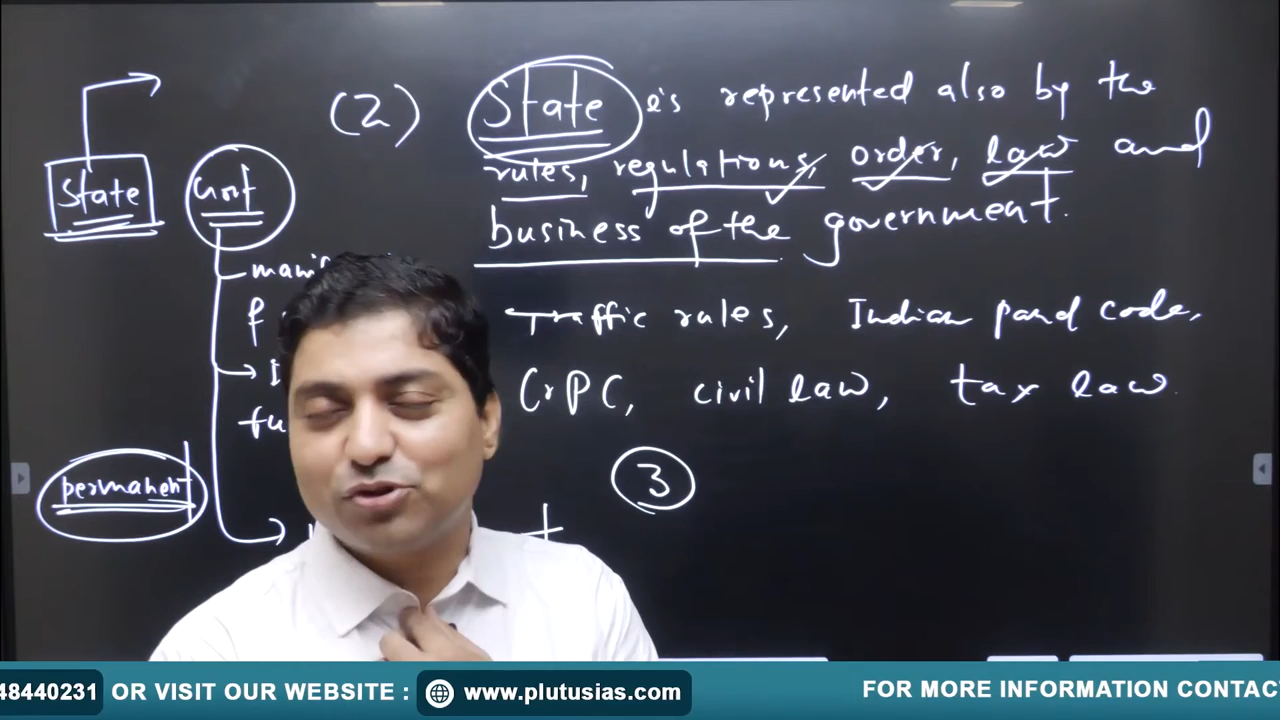 (2) State is represented also by the
rules, regulations, order, law and
business of the government.
Traffic rules, Indian panel code,
CrPC, civil law, tax law
3
State
Govt
permanent
48440231 OR VISIT OUR WEBSITE : www.plutusias.com
FOR MORE INFORMATION CONTAC